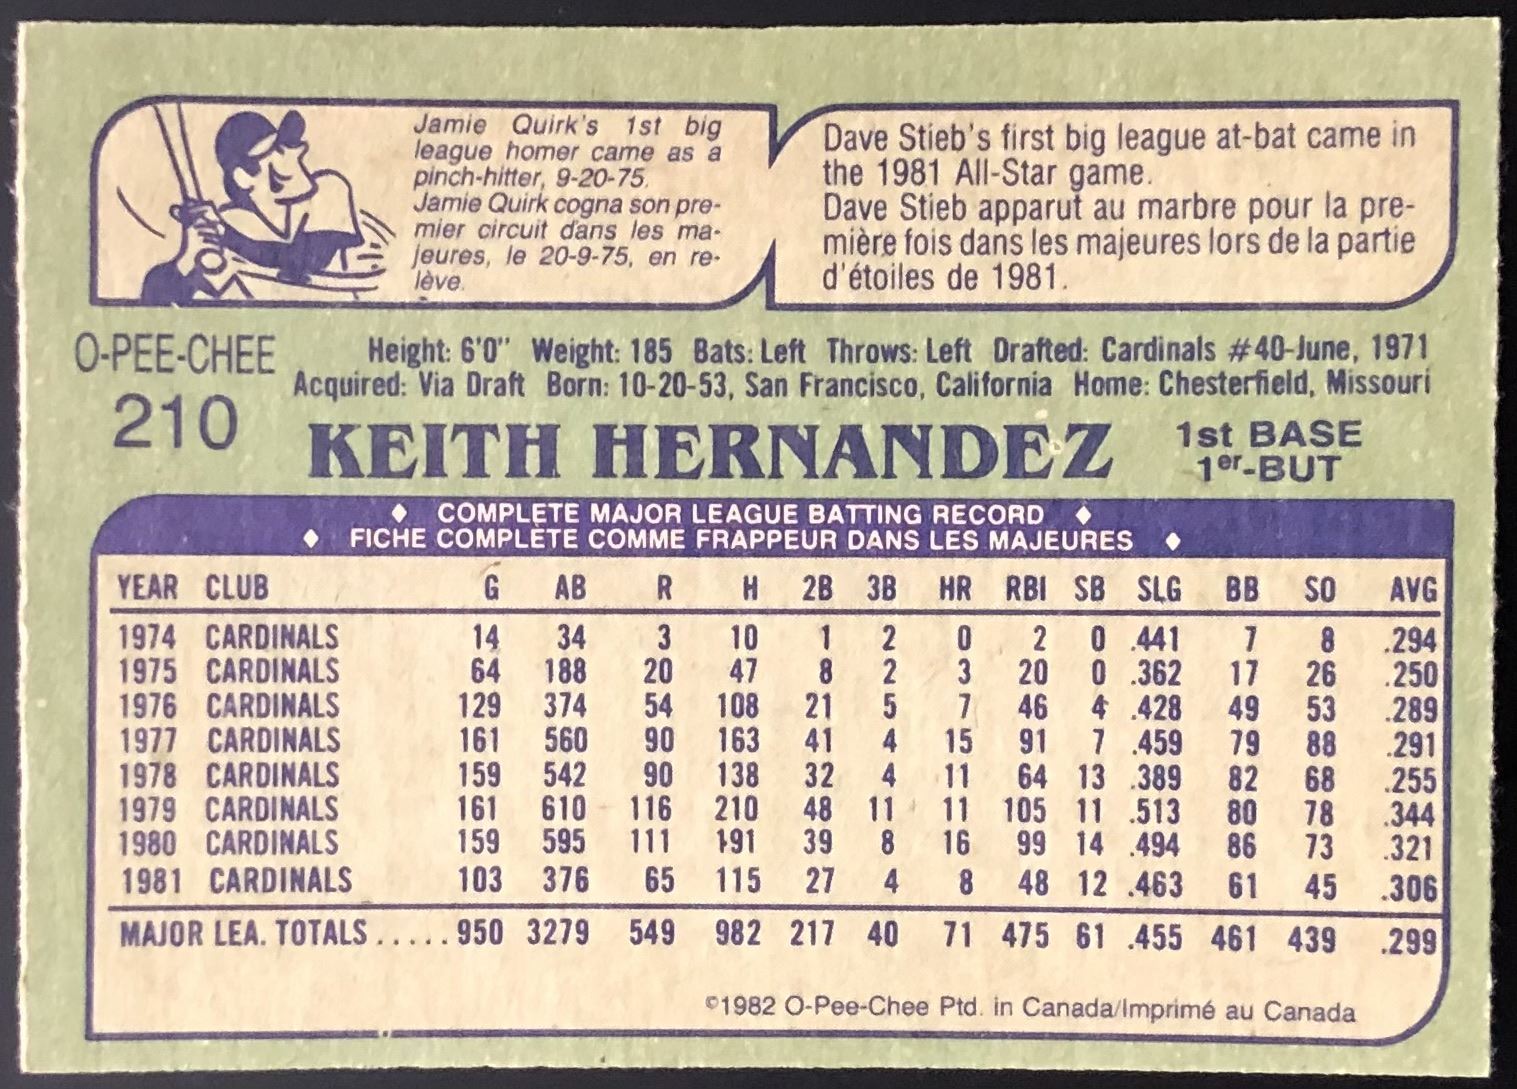 Jamie Quirk's 1st big
league homer came as a
pinch-hitter, 9-20-75.
Jamie Quirk cogna son pre-
mier circuit dans les ma-
jeures, le 20-9-75, en re-
lève.
Dave Stieb's first big league at-bat came in
the 1981 All-Star game.
Dave Stieb apparut au marbre pour la pre-
mière fois dans les majeures lors de la partie
d'étoiles de 1981.
O-PEE-CHEE
210
Height: 6'0" Weight: 185 Bats: Left Throws: Left Drafted: Cardinals #40-June, 1971
Acquired: Via Draft Born: 10-20-53, San Francisco, California Home: Chesterfield, Missouri
KEITH HERNANDEZ
1st BASE
1er-BUT
♦ COMPLETE MAJOR LEAGUE BATTING RECORD ♦
♦ FICHE COMPLÈTE COMME FRAPPEUR DANS LES MAJEURES ♦
YEAR CLUB G AB R H 2B 3B HR RBI SB SLG BB SO AVG
1974 CARDINALS 14 34 3 10 1 2 0 2 0 .441 7 8 .294
1975 CARDINALS 64 188 20 47 8 2 3 20 0 .362 17 26 .250
1976 CARDINALS 129 374 54 108 21 5 7 46 4 .428 49 53 .289
1977 CARDINALS 161 560 90 163 41 4 15 91 7 .459 79 88 .291
1978 CARDINALS 159 542 90 138 32 4 11 64 13 .389 82 68 .255
1979 CARDINALS 161 610 116 210 48 11 11 105 11 .513 80 78 .344
1980 CARDINALS 159 595 111 191 39 8 16 99 14 .494 86 73 .321
1981 CARDINALS 103 376 65 115 27 4 8 48 12 .463 61 45 .306
MAJOR LEA. TOTALS ..... 950 3279 549 982 217 40 71 475 61 .455 461 439 .299
©1982 O-Pee-Chee Ptd. in Canada/Imprimé au Canada